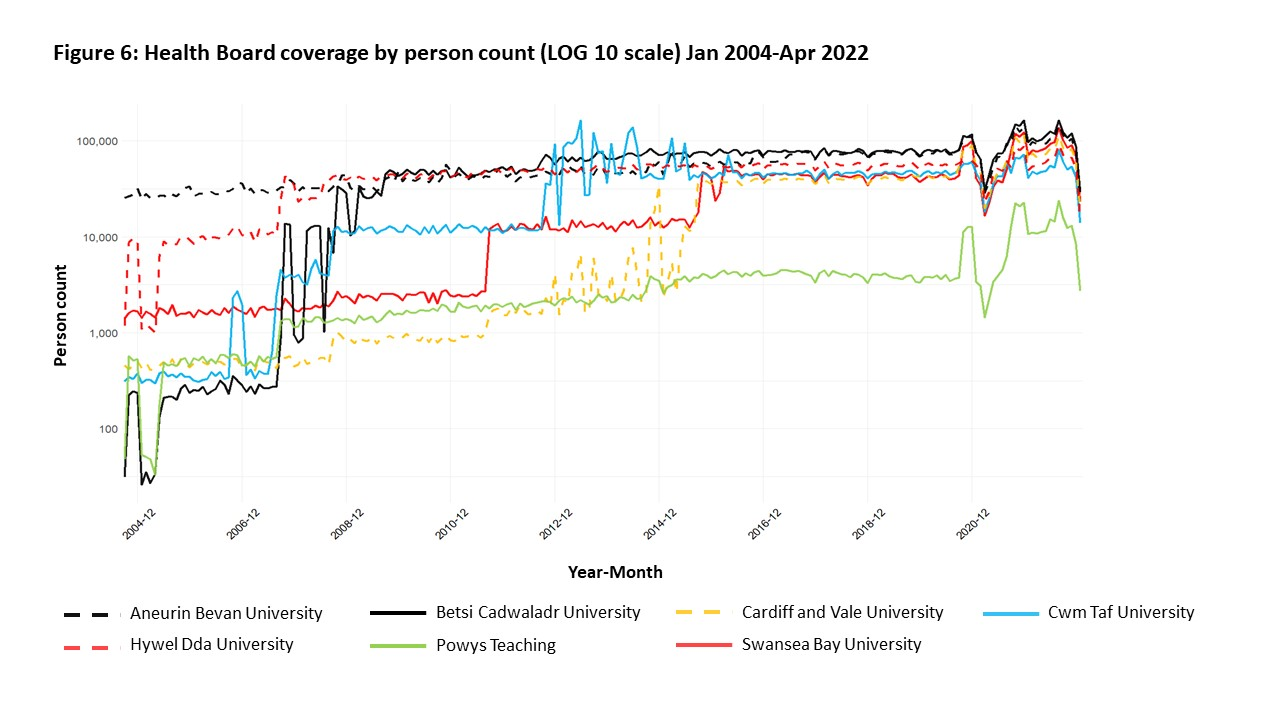 Figure 6: Health Board coverage by person count (LOG 10 scale) Jan 2004-Apr 2022
100,000
10,000
1,000
100
Person count
2004-12
2006-12
2008-12
2010-12
2012-12
2014-12
2016-12
2018-12
2020-12
Year-Month
Aneurin Bevan University
Betsi Cadwaladr University
Cardiff and Vale University
Cwm Taf University
Hywel Dda University
Powys Teaching
Swansea Bay University